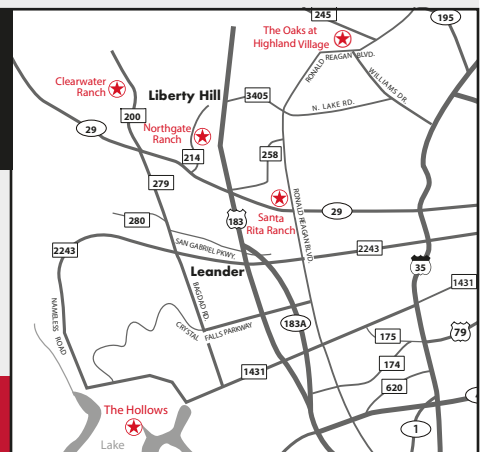 245
195
The Oaks at
Highland Village
RONALD REAGAN BLVD.
WILLIAMS DR.
Clearwater
Ranch
Liberty Hill
3405
N. LAKE RD.
200
29
Northgate
Ranch
214
258
279
280
183
Santa
Rita Ranch
RONALD REAGAN BLVD.
29
2243
SAN GABRIEL PKWY.
2243
Leander
35
1431
NAMELESS ROAD
BAGDAD RD.
CRYSTAL FALLS PARKWAY
183A
175
79
174
1431
620
The Hollows
1
Lake